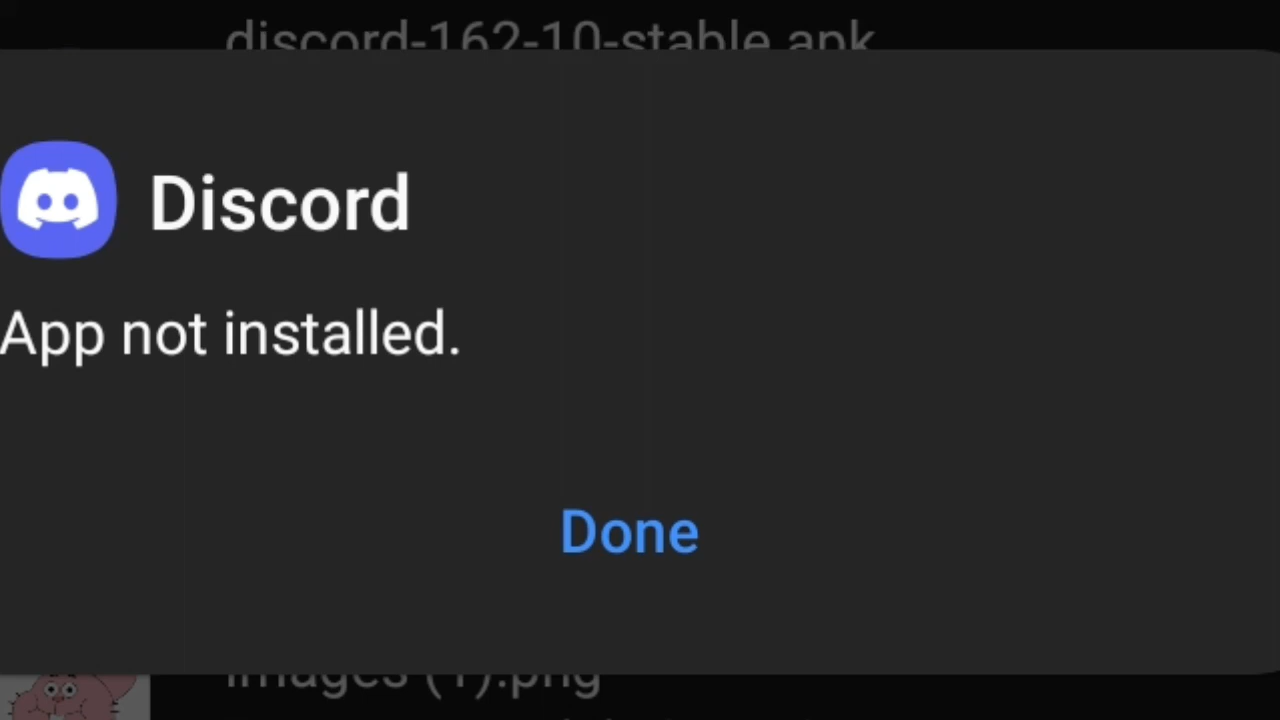 discord-162-10-stable.apk
Discord
App not installed.
Done
images (1).png